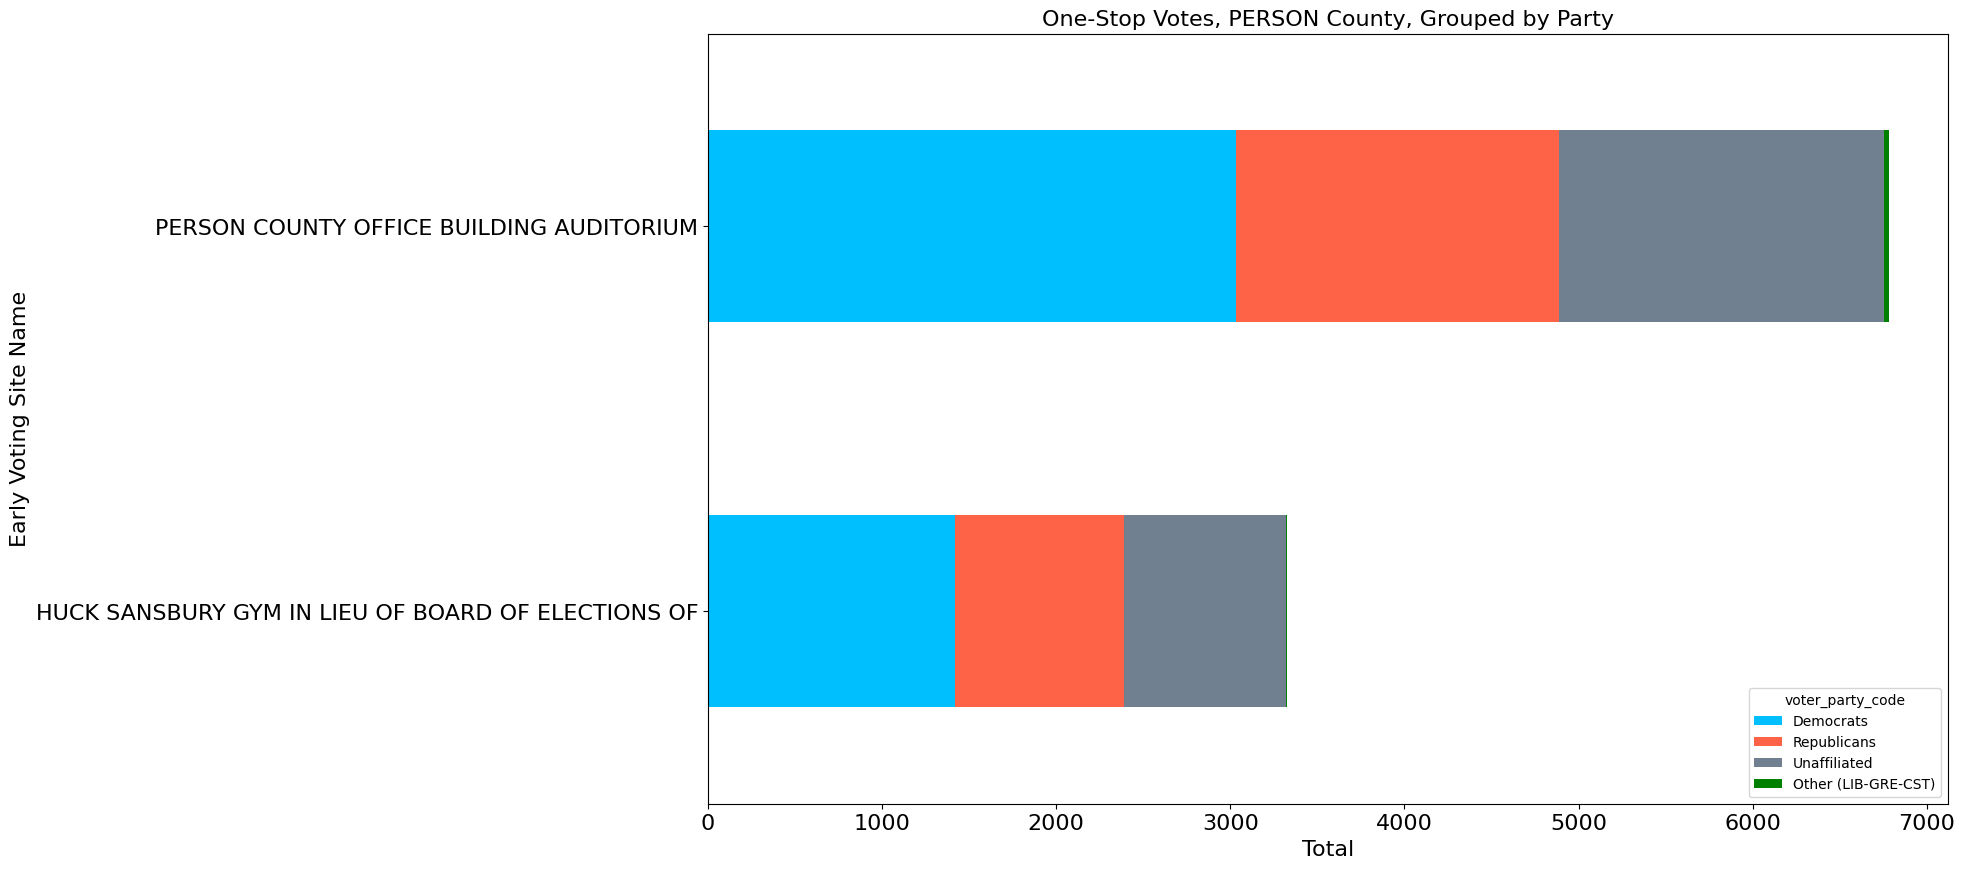 One-Stop Votes, PERSON County, Grouped by Party
Early Voting Site Name
PERSON COUNTY OFFICE BUILDING AUDITORIUM
HUCK SANSBURY GYM IN LIEU OF BOARD OF ELECTIONS OF
voter_party_code
Democrats
Republicans
Unaffiliated
Other (LIB-GRE-CST)
0 1000 2000 3000 4000 5000 6000 7000
Total